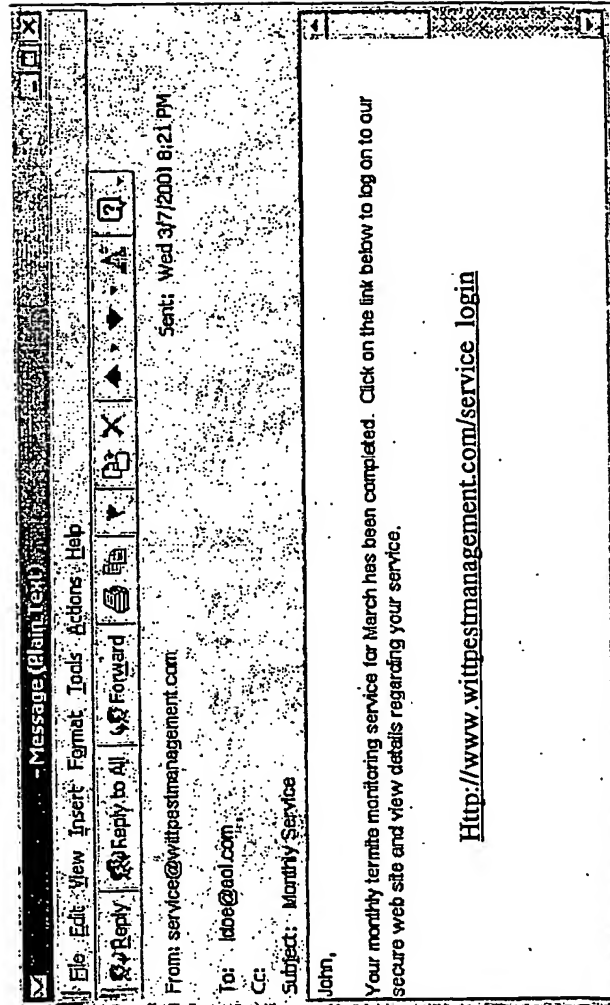 - Message (Plain Text)
File Edit View Insert Format Tools Actions Help
Reply Reply to All Forward
From: service@wittpestmanagement.com
Sent: Wed 3/7/2001 8:21 PM
To: Idoe@aol.com
Cc:
Subject: Monthly Service
John,
Your monthly termite monitoring service for March has been completed. Click on the link below to log on to our
secure web site and view details regarding your service.
Http://www.wittpestmanagement.com/service_login